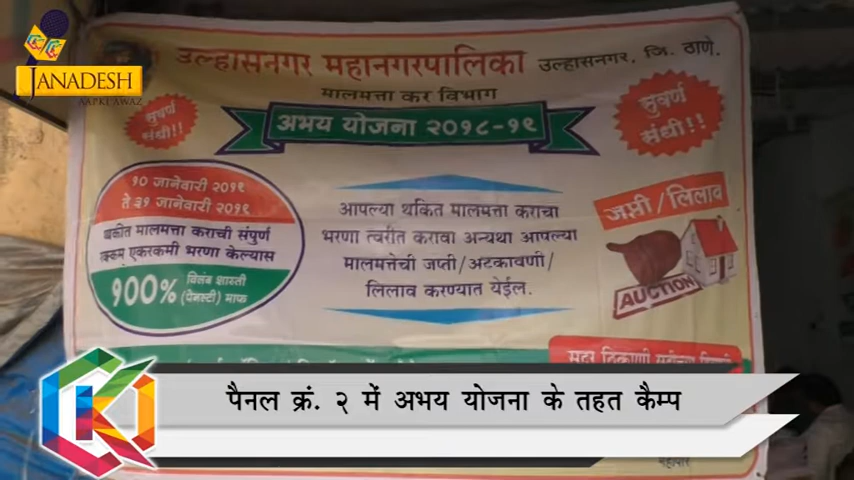 JANADESH
AAPKI AWAZ
उल्हासनगर महानगरपालिका उल्हासनगर, जि. ठाणे.
मालमत्ता कर विभाग
सुवर्ण
संधी!!
अभय योजना २०१८-१९
सुवर्ण
संधी!!
१० जानेवारी २०१९
ते ३१ जानेवारी २०१९
थकीत मालमत्ता कराची संपुर्ण
रक्कम एकरकमी भरणा केल्यास
१००% विलंब शास्ती
(पेनल्टी) माफ
आपल्या थकित मालमत्ता कराचा
भरणा त्वरीत करावा अन्यथा आपल्या
मालमत्तेची जप्ती/अटकावणी/
लिलाव करण्यात येईल.
जप्ती/लिलाव
AUCTION
पैनल क्रं. २ में अभय योजना के तहत कैम्प